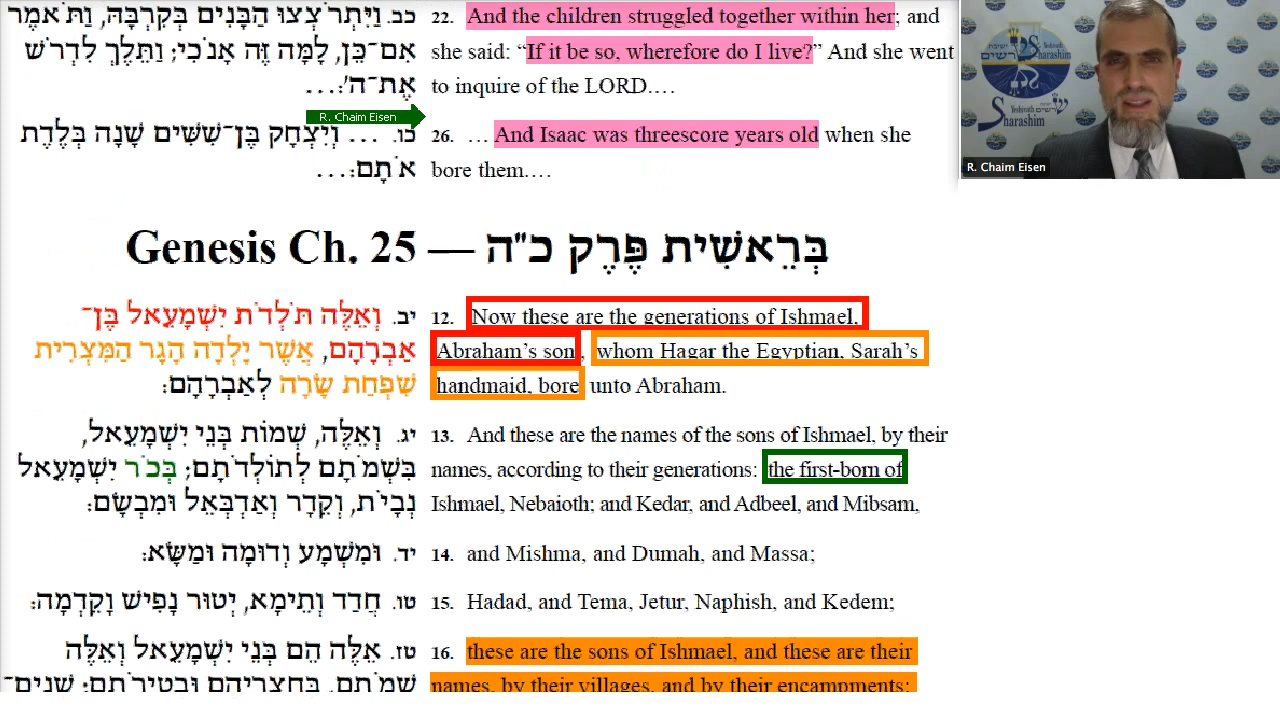 כב. וַיִּתְרֹצְצוּ הַבָּנִים בְּקִרְבָּהּ, וַתֹּאמֶר
אִם־כֵּן, לָמָּה זֶּה אָנֹכִי; וַתֵּלֶךְ לִדְרֹשׁ
אֶת־ה׳:…
22. And the children struggled together within her; and
she said: “If it be so, wherefore do I live?” And she went
to inquire of the LORD….
R. Chaim Eisen
כו. … וְיִצְחָק בֶּן־שִׁשִּׁים שָׁנָה בְּלֶדֶת
אֹתָם:…
26. … And Isaac was threescore years old when she
bore them….
Genesis Ch. 25 — בְּרֵאשִׁית פֶּרֶק כ"ה
יב. וְאֵלֶּה תֹּלְדֹת יִשְׁמָעֵאל בֶּן־
אַבְרָהָם, אֲשֶׁר יָלְדָה הָגָר הַמִּצְרִית
שִׁפְחַת שָׂרָה לְאַבְרָהָם:
12. Now these are the generations of Ishmael,
Abraham’s son, whom Hagar the Egyptian, Sarah’s
handmaid, bore unto Abraham.
יג. וְאֵלֶּה, שְׁמוֹת בְּנֵי יִשְׁמָעֵאל,
בִּשְׁמֹתָם לְתוֹלְדֹתָם; בְּכֹר יִשְׁמָעֵאל
נְבָיֹת, וְקֵדָר וְאַדְבְּאֵל וּמִבְשָׂם:
13. And these are the names of the sons of Ishmael, by their
names, according to their generations: the first-born of
Ishmael, Nebaioth; and Kedar, and Adbeel, and Mibsam,
יד. וּמִשְׁמָע וְדוּמָה וּמַשָּׂא:
14. and Mishma, and Dumah, and Massa;
טו. חֲדַד וְתֵימָא, יְטוּר נָפִישׁ וָקֵדְמָה:
15. Hadad, and Tema, Jetur, Naphish, and Kedem;
טז. אֵלֶּה הֵם בְּנֵי יִשְׁמָעֵאל וְאֵלֶּה
שְׁמֹתָם, בְּחַצְרֵיהֶם וּבְטִירֹתָם; שְׁנֵים־
16. these are the sons of Ishmael, and these are their
names, by their villages, and by their encampments;
Yeshivath
Sharashim
Yeshivath
Sharashim
R. Chaim Eisen